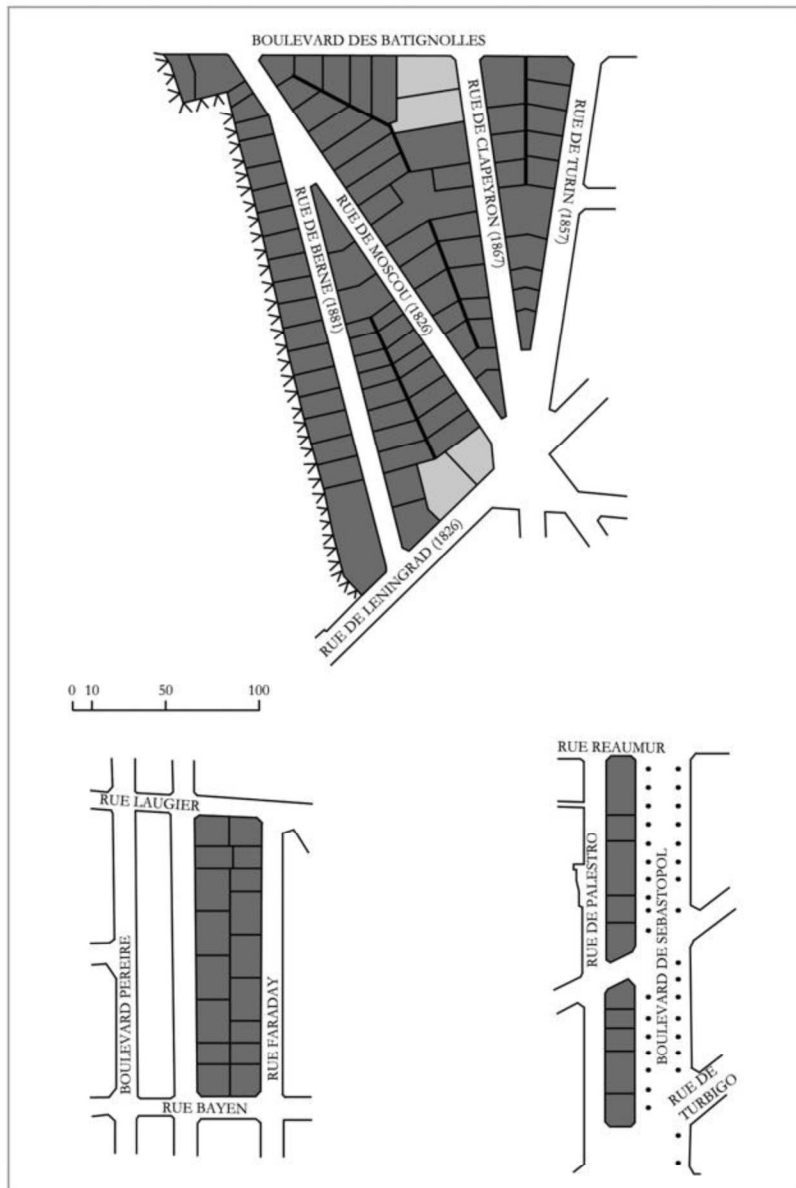 BOULEVARD DES BATIGNOLLES
RUE DE CLAPEYRON (1867)
RUE DE TURIN (1857)
RUE DE MOSCOU (1826)
RUE DE BERNE (1881)
RUE DE LENINGRAD (1826)
0 10 50 100
RUE LAUGIER
BOULEVARD PEREIRE
RUE FARADAY
RUE BAYEN
RUE REAUMUR
RUE DE PALESTRO
BOULEVARD DE SEBASTOPOL
RUE DE
TURBIGO